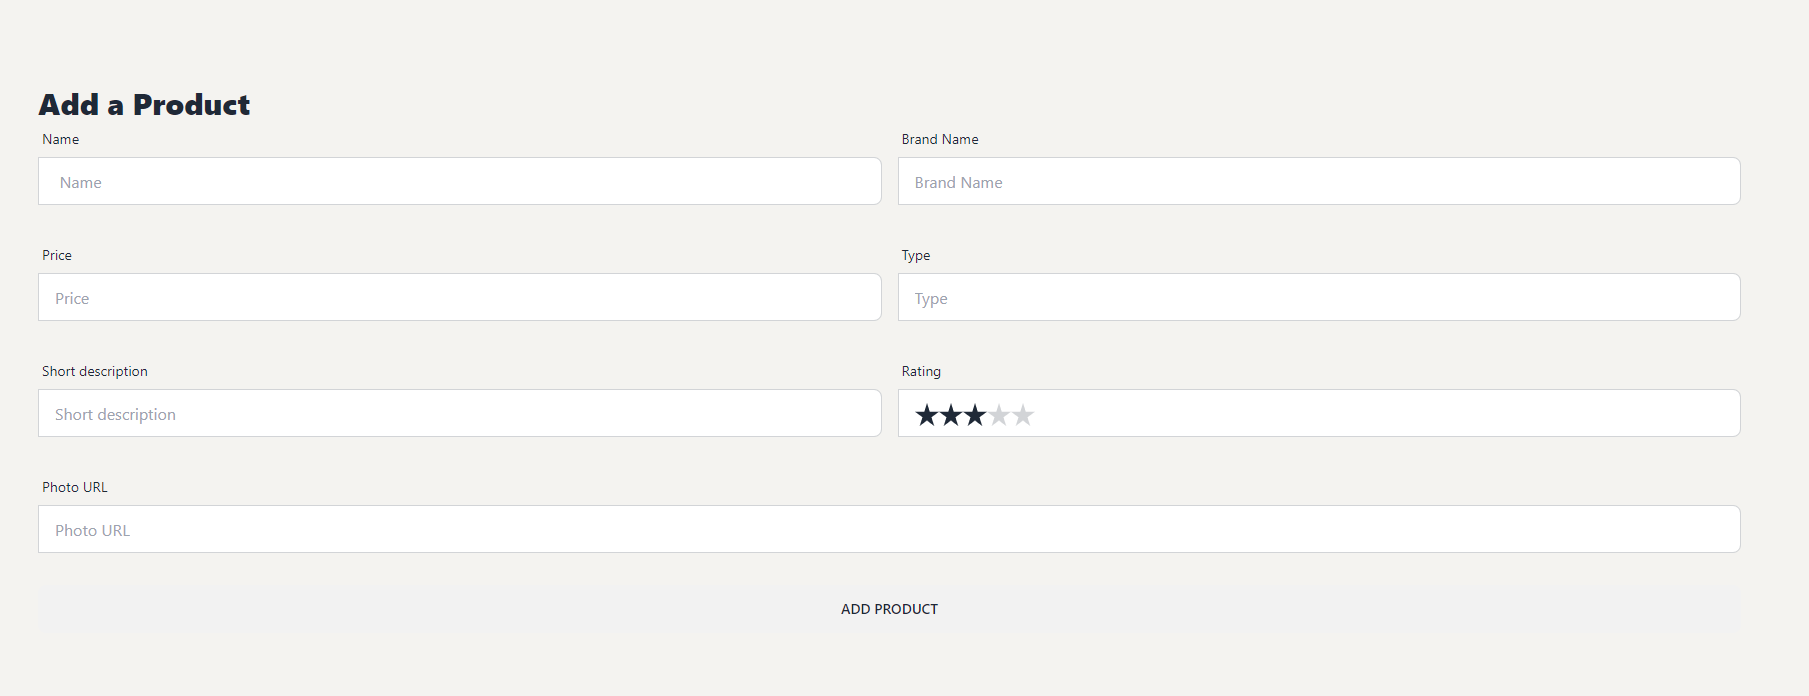 Add a Product
Name
Brand Name
Name
Brand Name
Price
Type
Price
Type
Short description
Rating
Short description
Photo URL
Photo URL
ADD PRODUCT